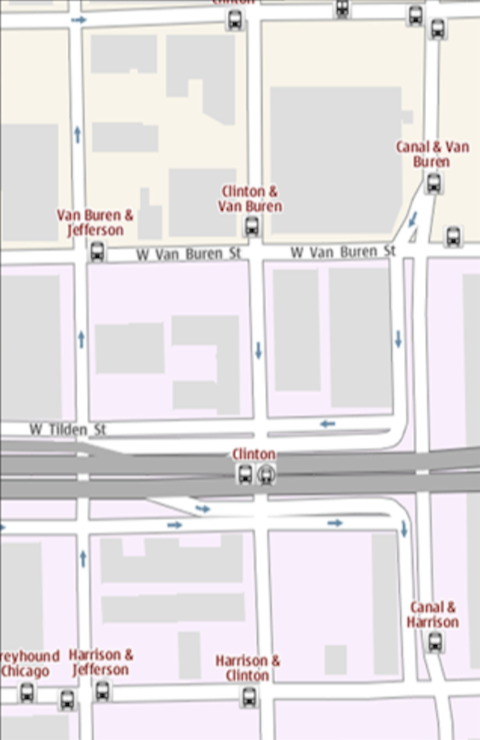 Clinton
Canal & Van
Buren
Clinton &
Van Buren
Van Buren &
Jefferson
W Van Buren St
W Van Buren St
W Tilden St
Clinton
Canal &
Harrison
reyhound
Chicago
Harrison &
Jefferson
Harrison &
Clinton